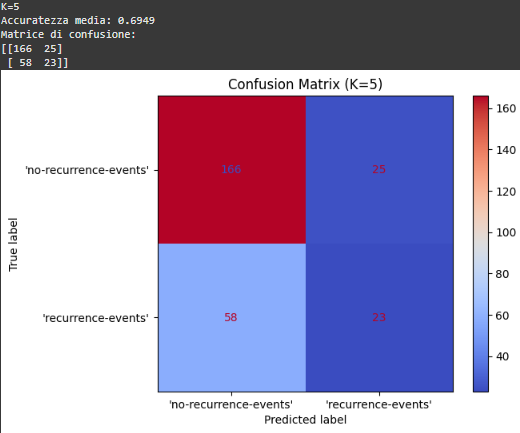 K=5
Accuratezza media: 0.6949
Matrice di confusione:
[[166  25]
 [ 58  23]]
Confusion Matrix (K=5)
True label
'no-recurrence-events'
166
25
160
140
120
100
80
60
40
'recurrence-events'
58
23
'no-recurrence-events'
'recurrence-events'
Predicted label